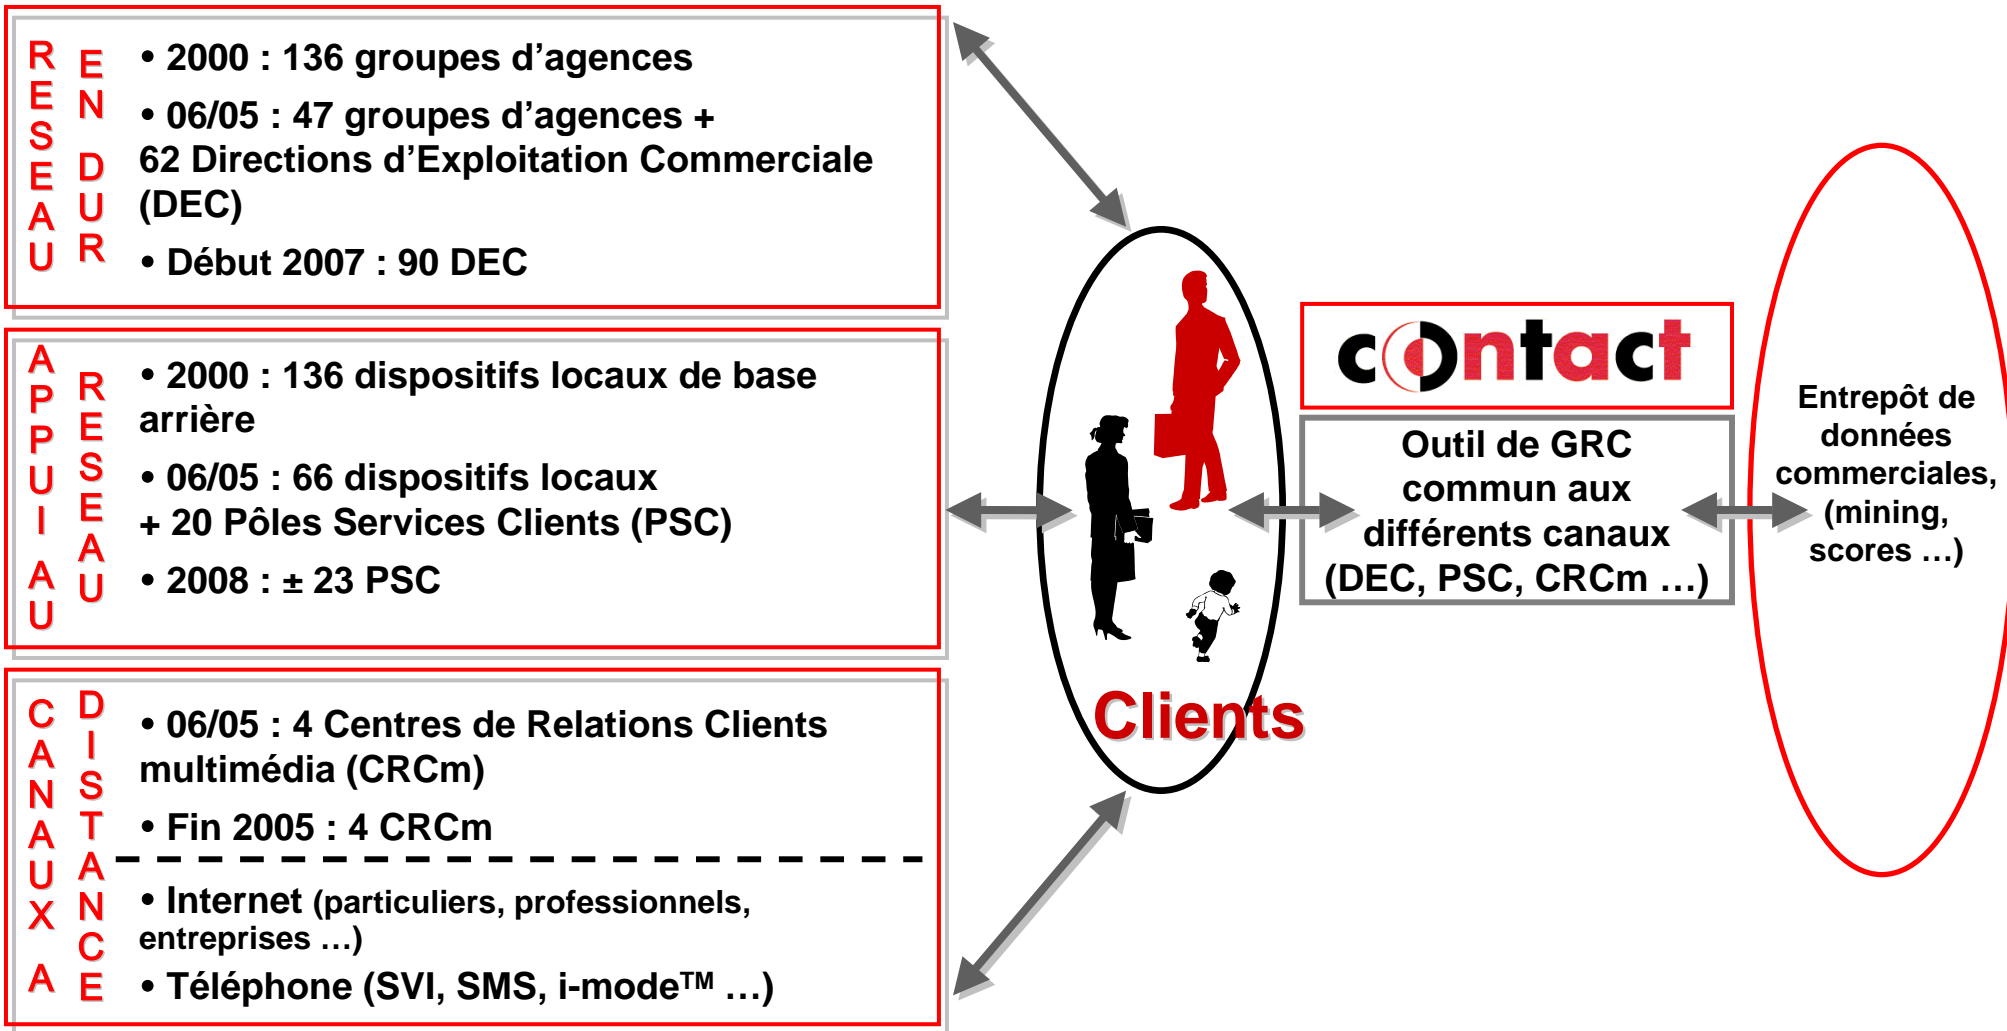 RESEAU EN DUR
• 2000 : 136 groupes d’agences
• 06/05 : 47 groupes d’agences +
62 Directions d’Exploitation Commerciale
(DEC)
• Début 2007 : 90 DEC
APPUI AU RESEAU
• 2000 : 136 dispositifs locaux de base
arrière
• 06/05 : 66 dispositifs locaux
+ 20 Pôles Services Clients (PSC)
• 2008 : ± 23 PSC
CANAUX A DISTANCE
• 06/05 : 4 Centres de Relations Clients
multimédia (CRCm)
• Fin 2005 : 4 CRCm
• Internet (particuliers, professionnels,
entreprises …)
• Téléphone (SVI, SMS, i-mode™ …)
Clients
contact
Outil de GRC
commun aux
différents canaux
(DEC, PSC, CRCm …)
Entrepôt de
données
commerciales,
(mining,
scores …)